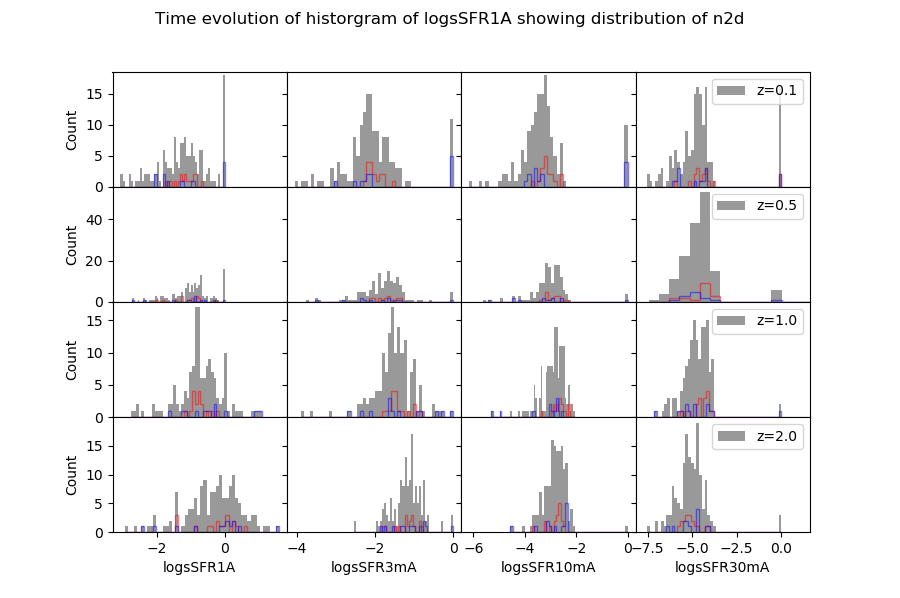 Time evolution of historgram of logsSFR1A showing distribution of n2d
Count
15
10
5
0
z=0.1
Count
40
20
0
z=0.5
Count
15
10
5
0
z=1.0
Count
15
10
5
0
z=2.0
−2 0 −4 −2 0 −6 −4 −2 0 −7.5 −5.0 −2.5 0.0
logsSFR1A logsSFR3mA logsSFR10mA logsSFR30mA